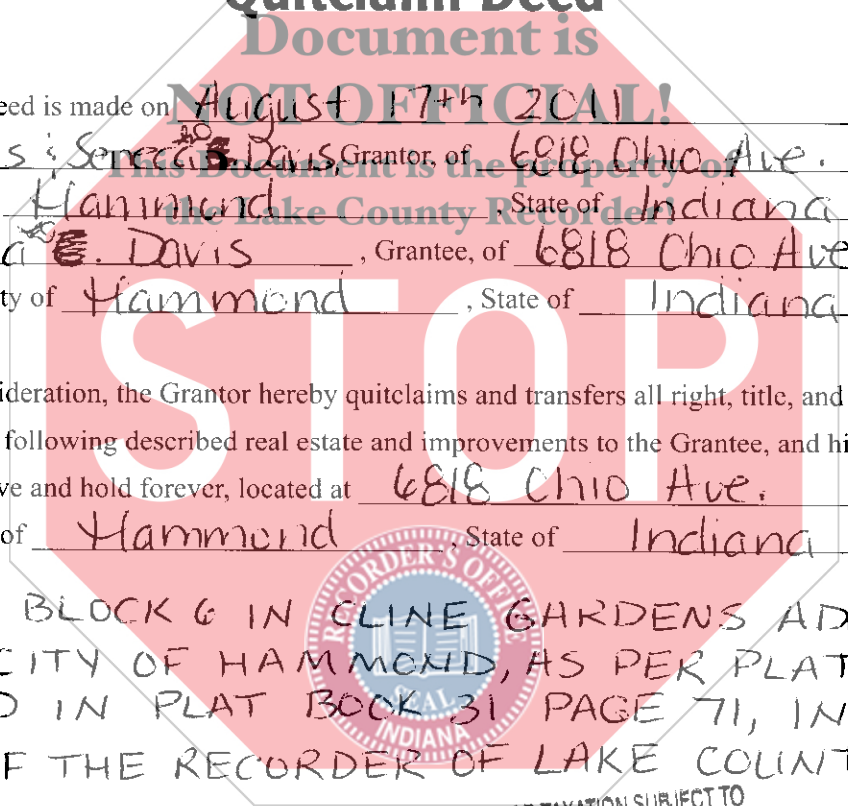 Quitclaim Deed
Document is
NOT OFFICIAL!
This Document is the property of
the Lake County Recorder!
STOP
eed is made on August 17th 2011
s : Davis, Grantor, of 6818 Ohio Ave.
Hammond, State of Indiana
a E. Davis, Grantee, of 6818 Ohio Ave
ty of Hammond, State of Indiana
ideration, the Grantor hereby quitclaims and transfers all right, title, and
following described real estate and improvements to the Grantee, and hi
ve and hold forever, located at 6818 Ohio Ave.
of Hammond, State of Indiana
BLOCK 6 IN CLINE GARDENS AD
CITY OF HAMMOND, AS PER PLAT
D IN PLAT BOOK 31 PAGE 71, IN
F THE RECORDER OF LAKE COUNT
RECORDER'S OFFICE
SEAL
INDIANA
TAXATION SUBJECT TO